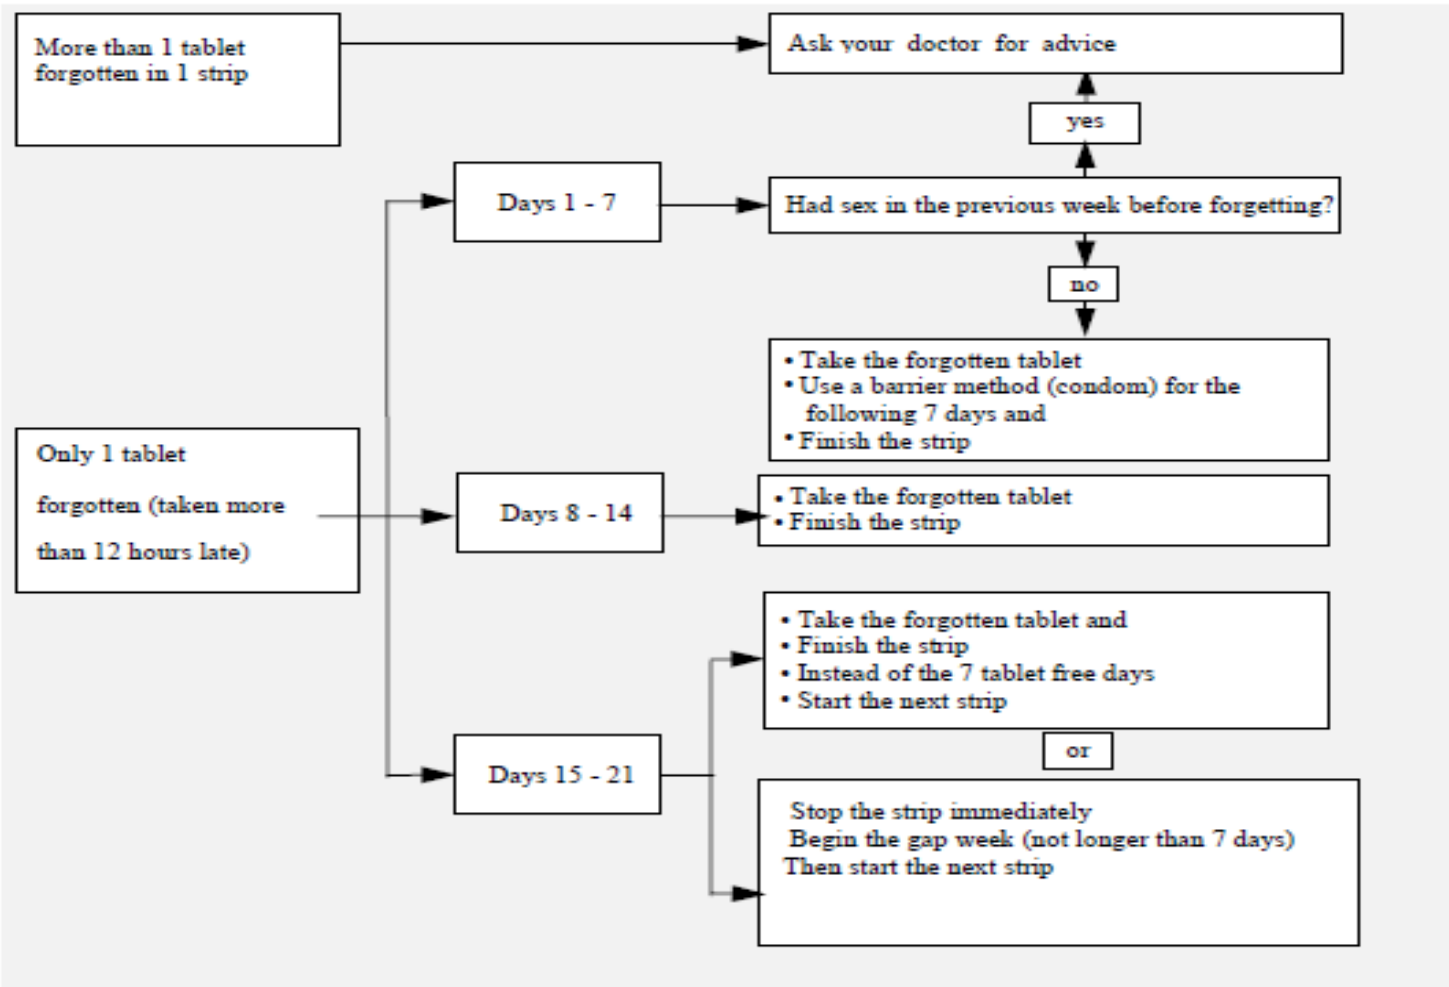 More than 1 tablet
forgotten in 1 strip
Ask your doctor for advice
yes
Days 1 - 7
Had sex in the previous week before forgetting?
no
• Take the forgotten tablet
• Use a barrier method (condom) for the
following 7 days and
• Finish the strip
Only 1 tablet
forgotten (taken more
than 12 hours late)
Days 8 - 14
• Take the forgotten tablet
• Finish the strip
Days 15 - 21
• Take the forgotten tablet and
• Finish the strip
• Instead of the 7 tablet free days
• Start the next strip
or
Stop the strip immediately
Begin the gap week (not longer than 7 days)
Then start the next strip